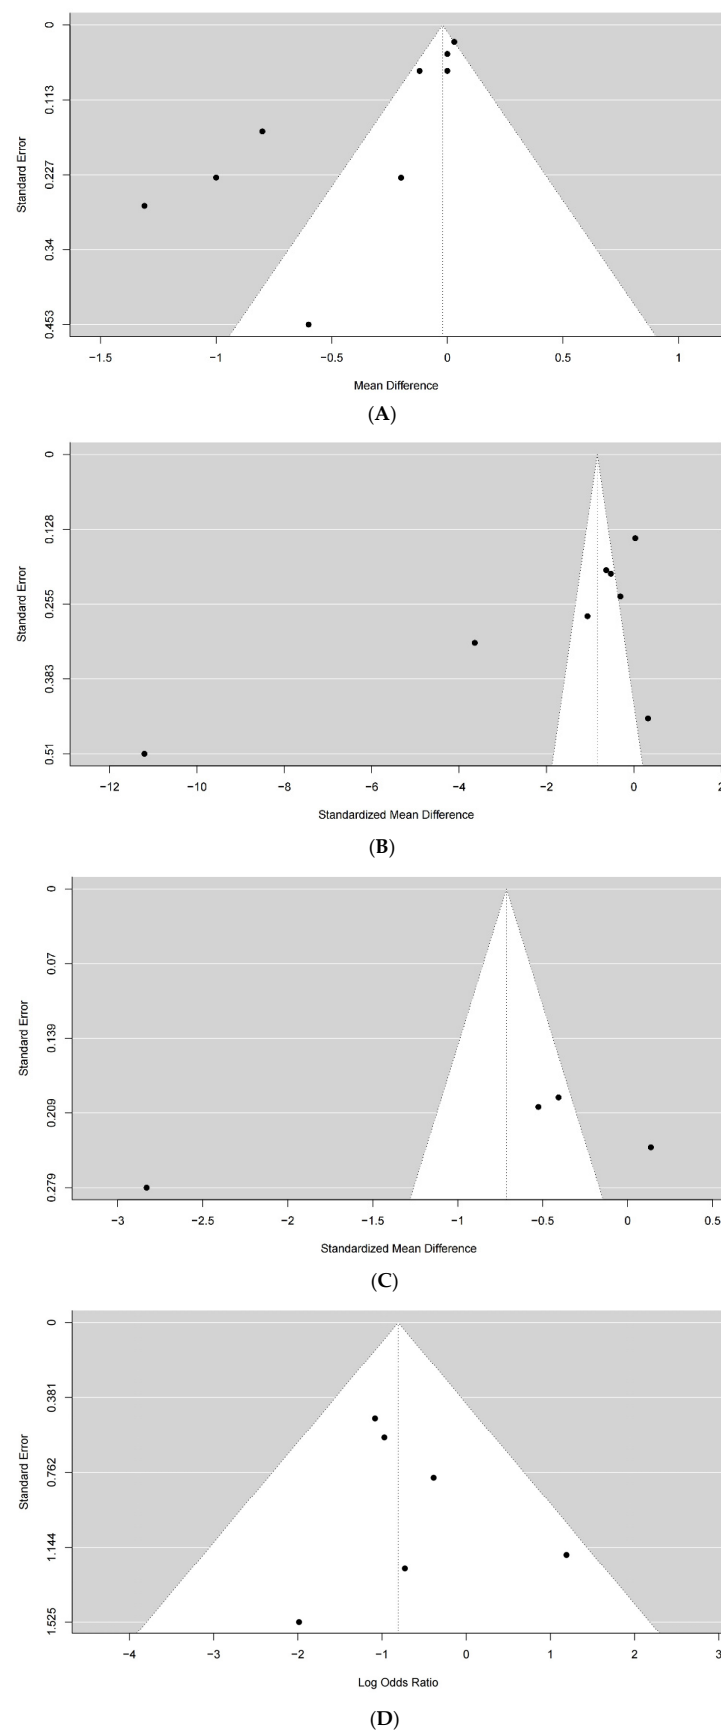 0
0.113
0.227
0.34
0.453
Standard Error
−1.5 −1 −0.5 0 0.5 1
Mean Difference
(A)
0
0.128
0.255
0.383
0.51
Standard Error
−12 −10 −8 −6 −4 −2 0 2
Standardized Mean Difference
(B)
0
0.07
0.139
0.209
0.279
Standard Error
−3 −2.5 −2 −1.5 −1 −0.5 0 0.5
Standardized Mean Difference
(C)
0
0.381
0.762
1.144
1.525
Standard Error
−4 −3 −2 −1 0 1 2 3
Log Odds Ratio
(D)